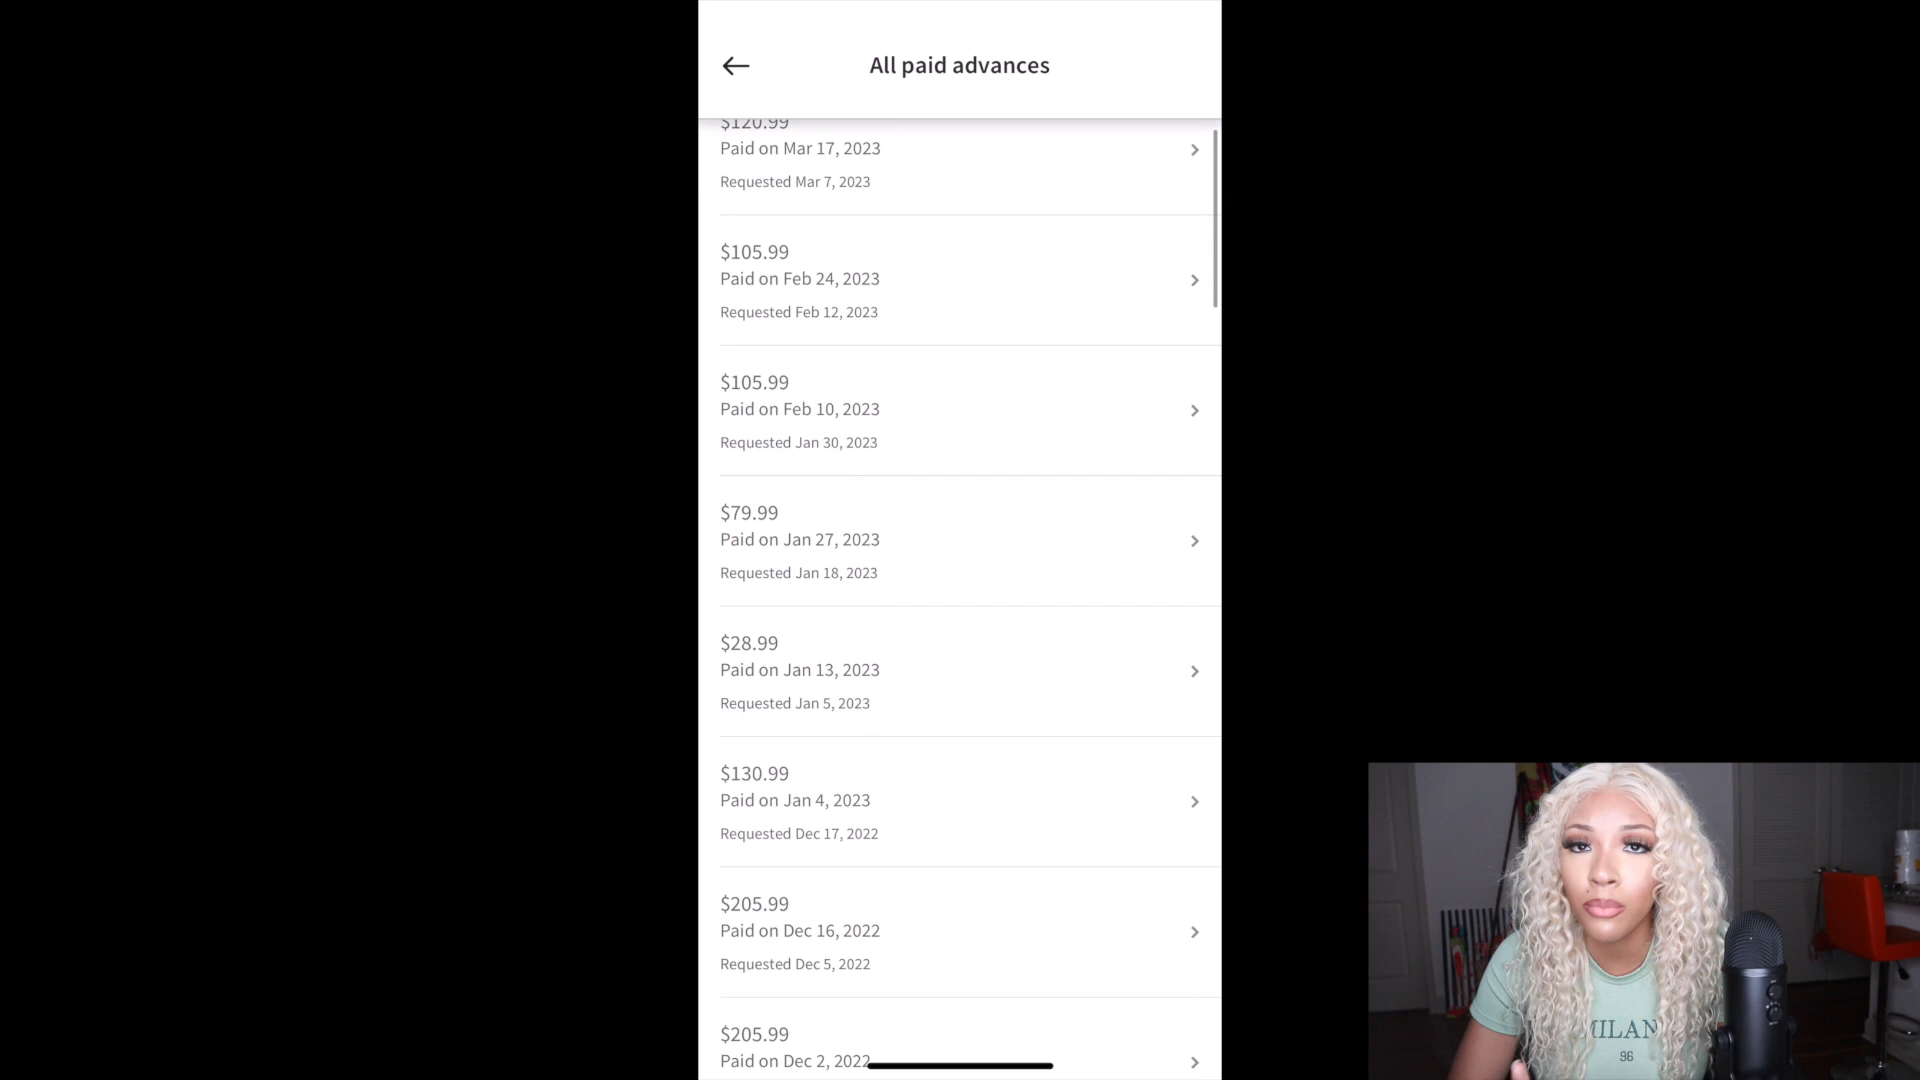 All paid advances
$120.99
Paid on Mar 17, 2023
Requested Mar 7, 2023
$105.99
Paid on Feb 24, 2023
Requested Feb 12, 2023
$105.99
Paid on Feb 10, 2023
Requested Jan 30, 2023
$79.99
Paid on Jan 27, 2023
Requested Jan 18, 2023
$28.99
Paid on Jan 13, 2023
Requested Jan 5, 2023
$130.99
Paid on Jan 4, 2023
Requested Dec 17, 2022
$205.99
Paid on Dec 16, 2022
Requested Dec 5, 2022
$205.99
Paid on Dec 2, 2022
MILAN
96